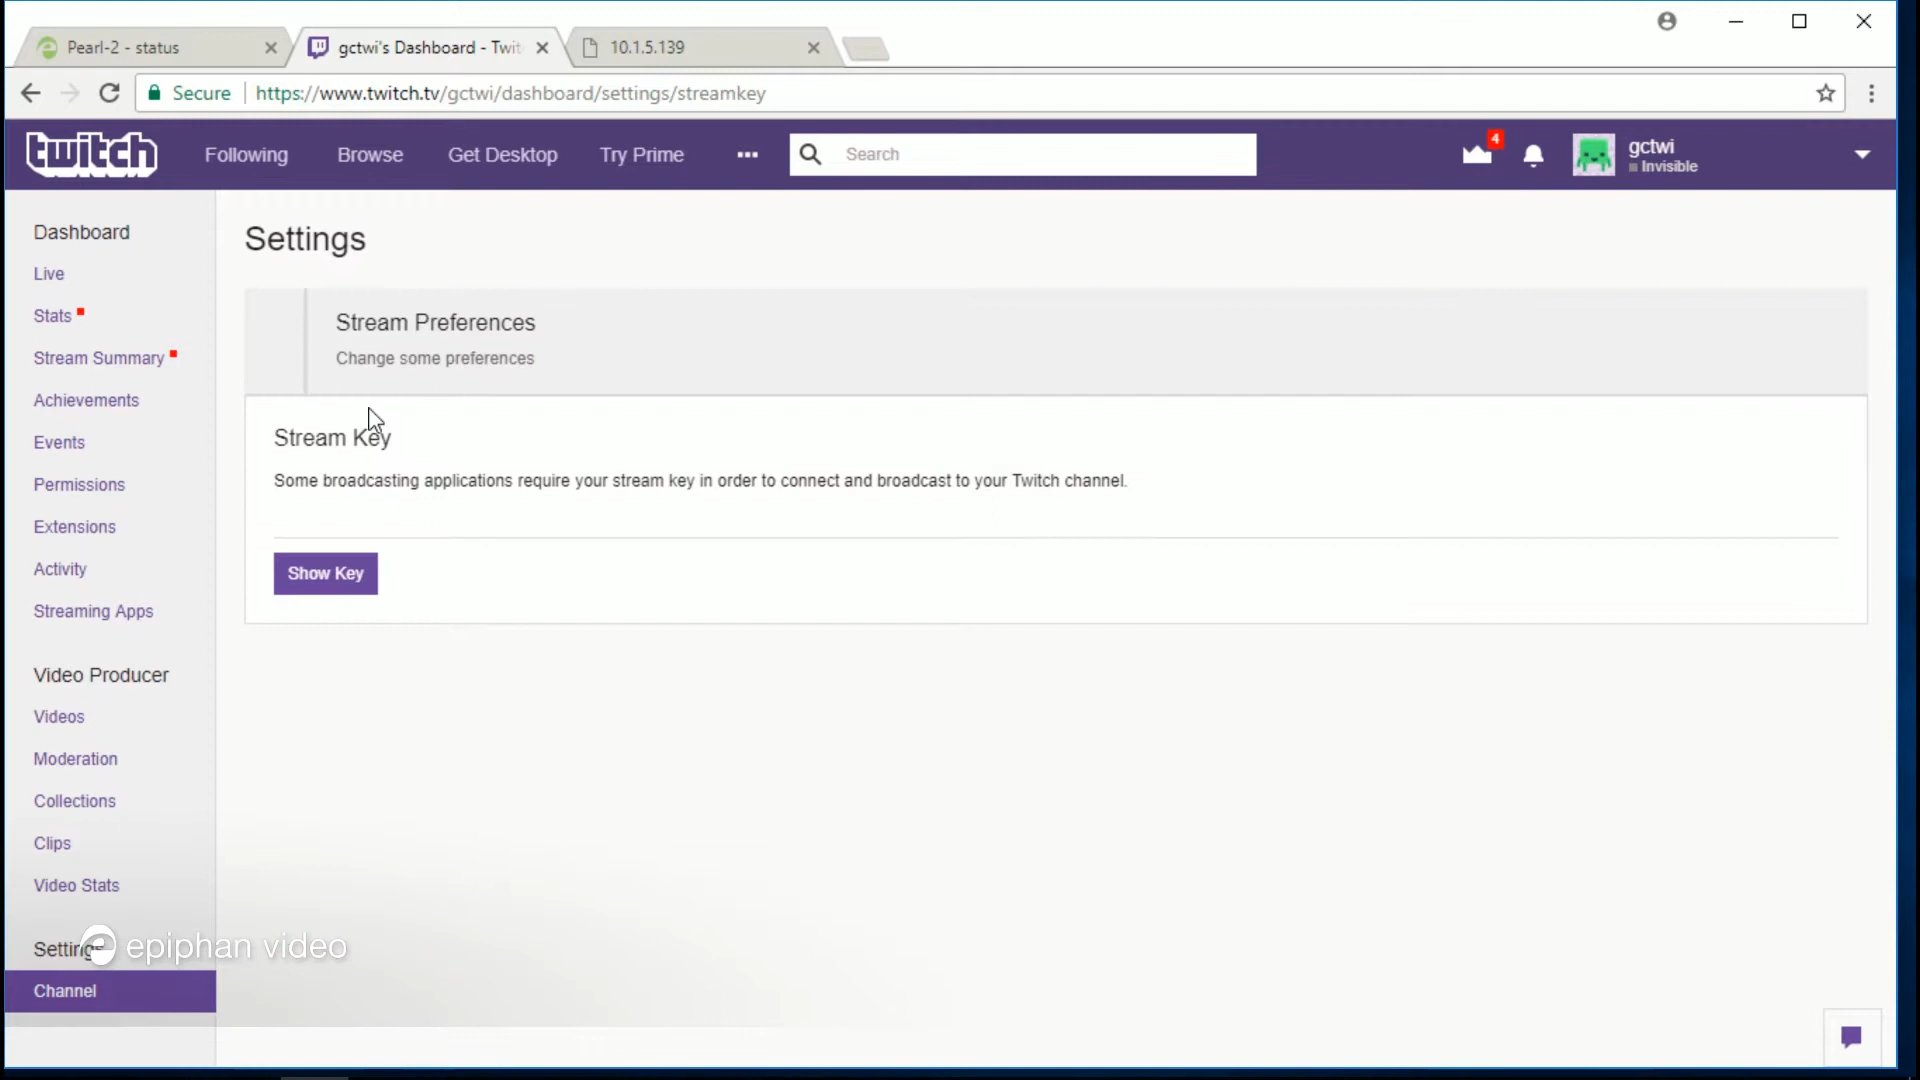 Pearl-2 - status
gctwi's Dashboard - Twit
10.1.5.139
Secure
https://www.twitch.tv/gctwi/dashboard/settings/streamkey
twitch
Following
Browse
Get Desktop
Try Prime
Search
4
gctwi
Invisible
Dashboard
Live
Stats
Stream Summary
Achievements
Events
Permissions
Extensions
Activity
Streaming Apps
Video Producer
Videos
Moderation
Collections
Clips
Video Stats
Settings
Channel
Settings
Stream Preferences
Change some preferences
Stream Key
Some broadcasting applications require your stream key in order to connect and broadcast to your Twitch channel.
Show Key
epiphan video